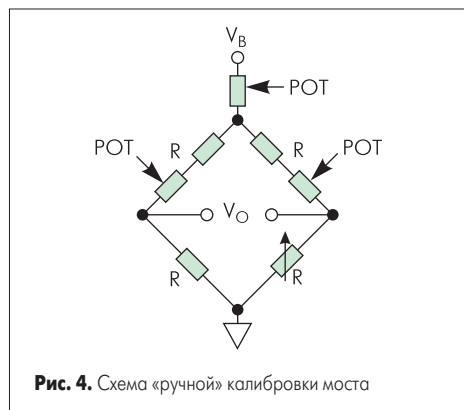 V_B
POT
POT R R POT
V_O
R R
Рис. 4. Схема «ручной» калибровки моста